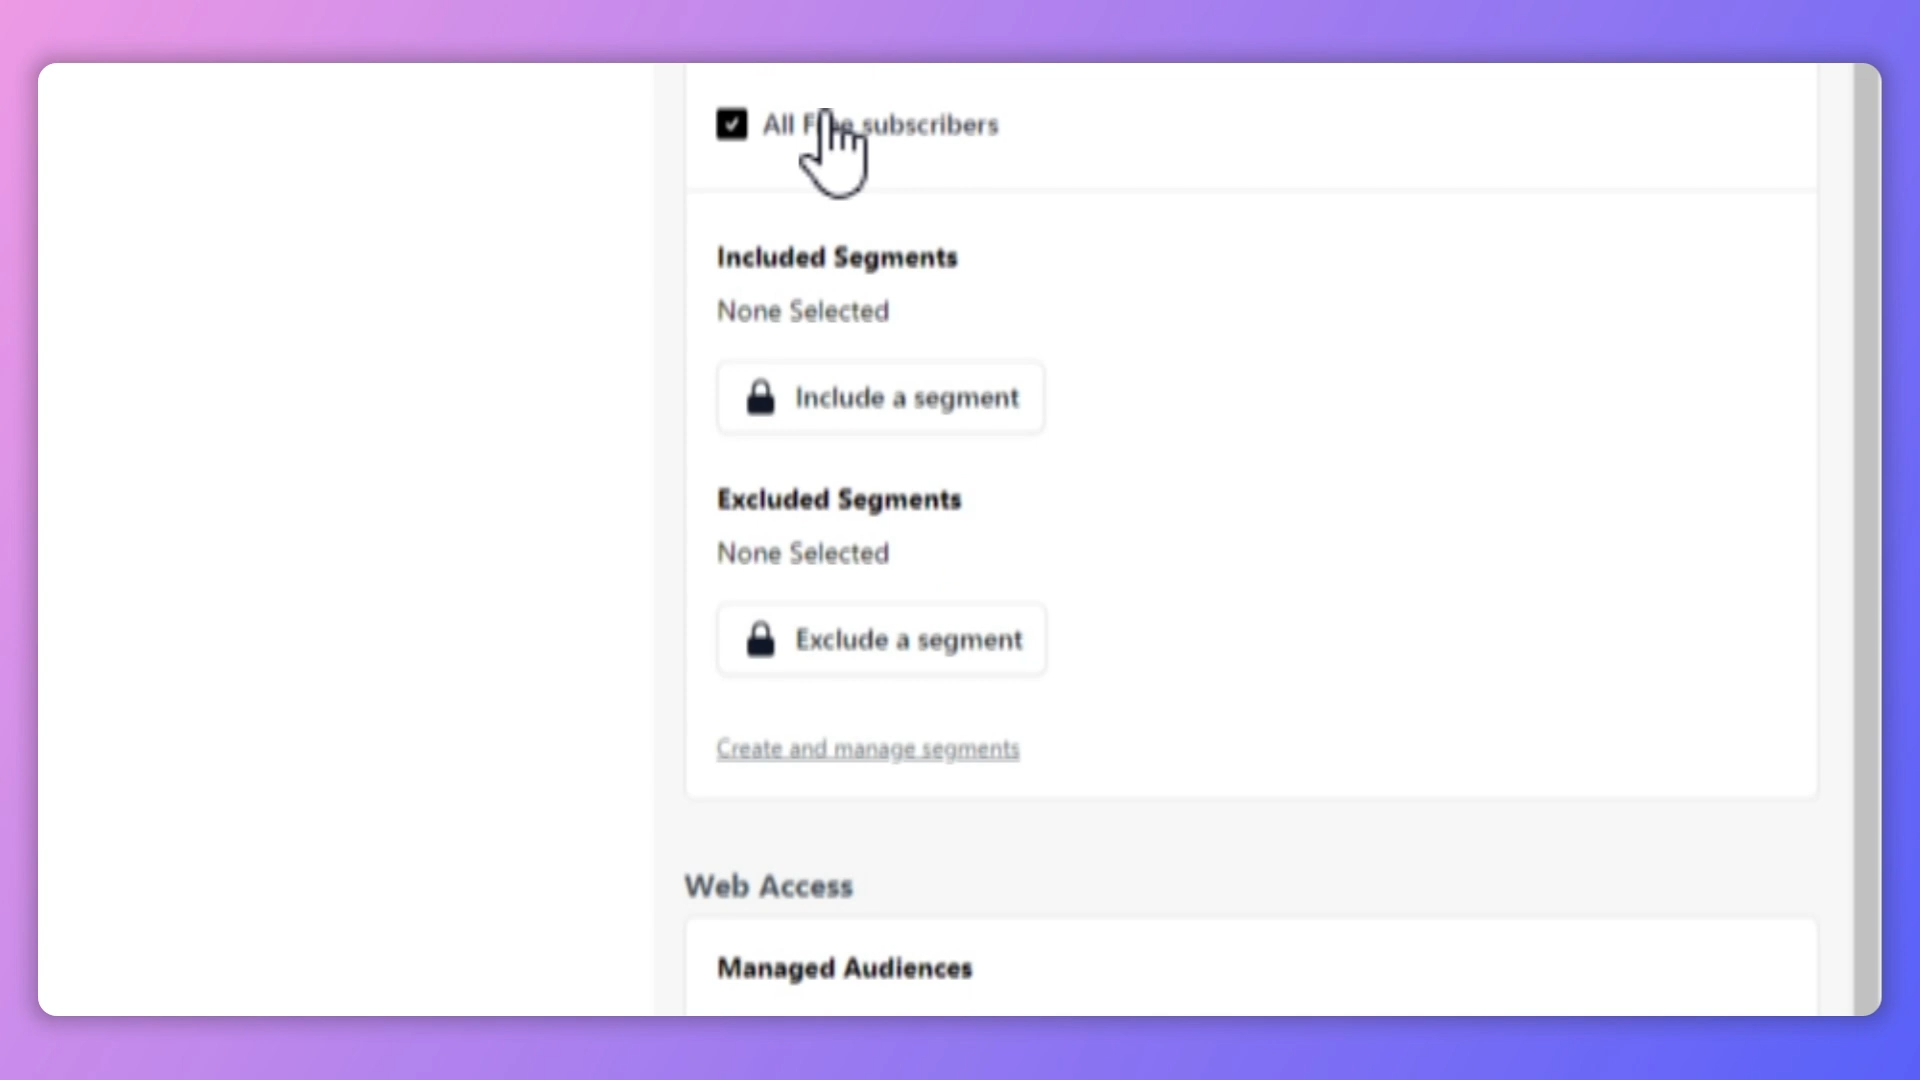 All Free subscribers
Included Segments
None Selected
Include a segment
Excluded Segments
None Selected
Exclude a segment
Create and manage segments
Web Access
Managed Audiences